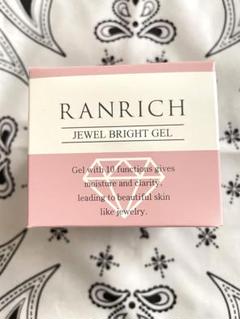 RANRICH
JEWEL BRIGHT GEL
Gel with 10 functions gives
moisture and clarity,
leading to beautiful skin
like jewelry.